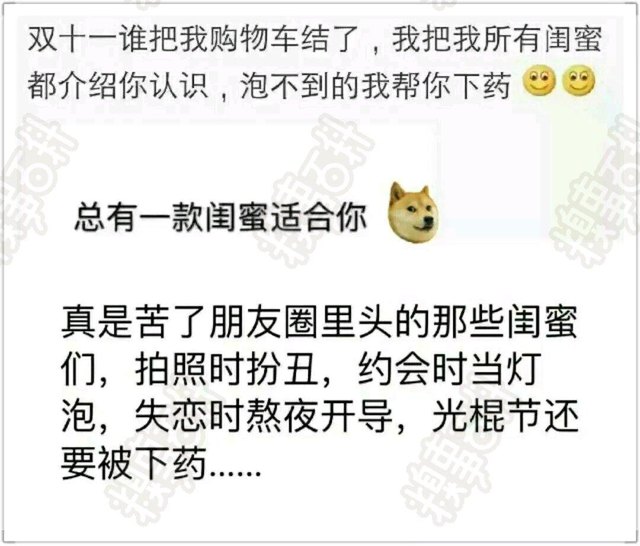 双十一谁把我购物车结了，我把我所有闺蜜
都介绍你认识，泡不到的我帮你下药
总有一款闺蜜适合你
真是苦了朋友圈里头的那些闺蜜
们，拍照时扮丑，约会时当灯
泡，失恋时熬夜开导，光棍节还
要被下药......